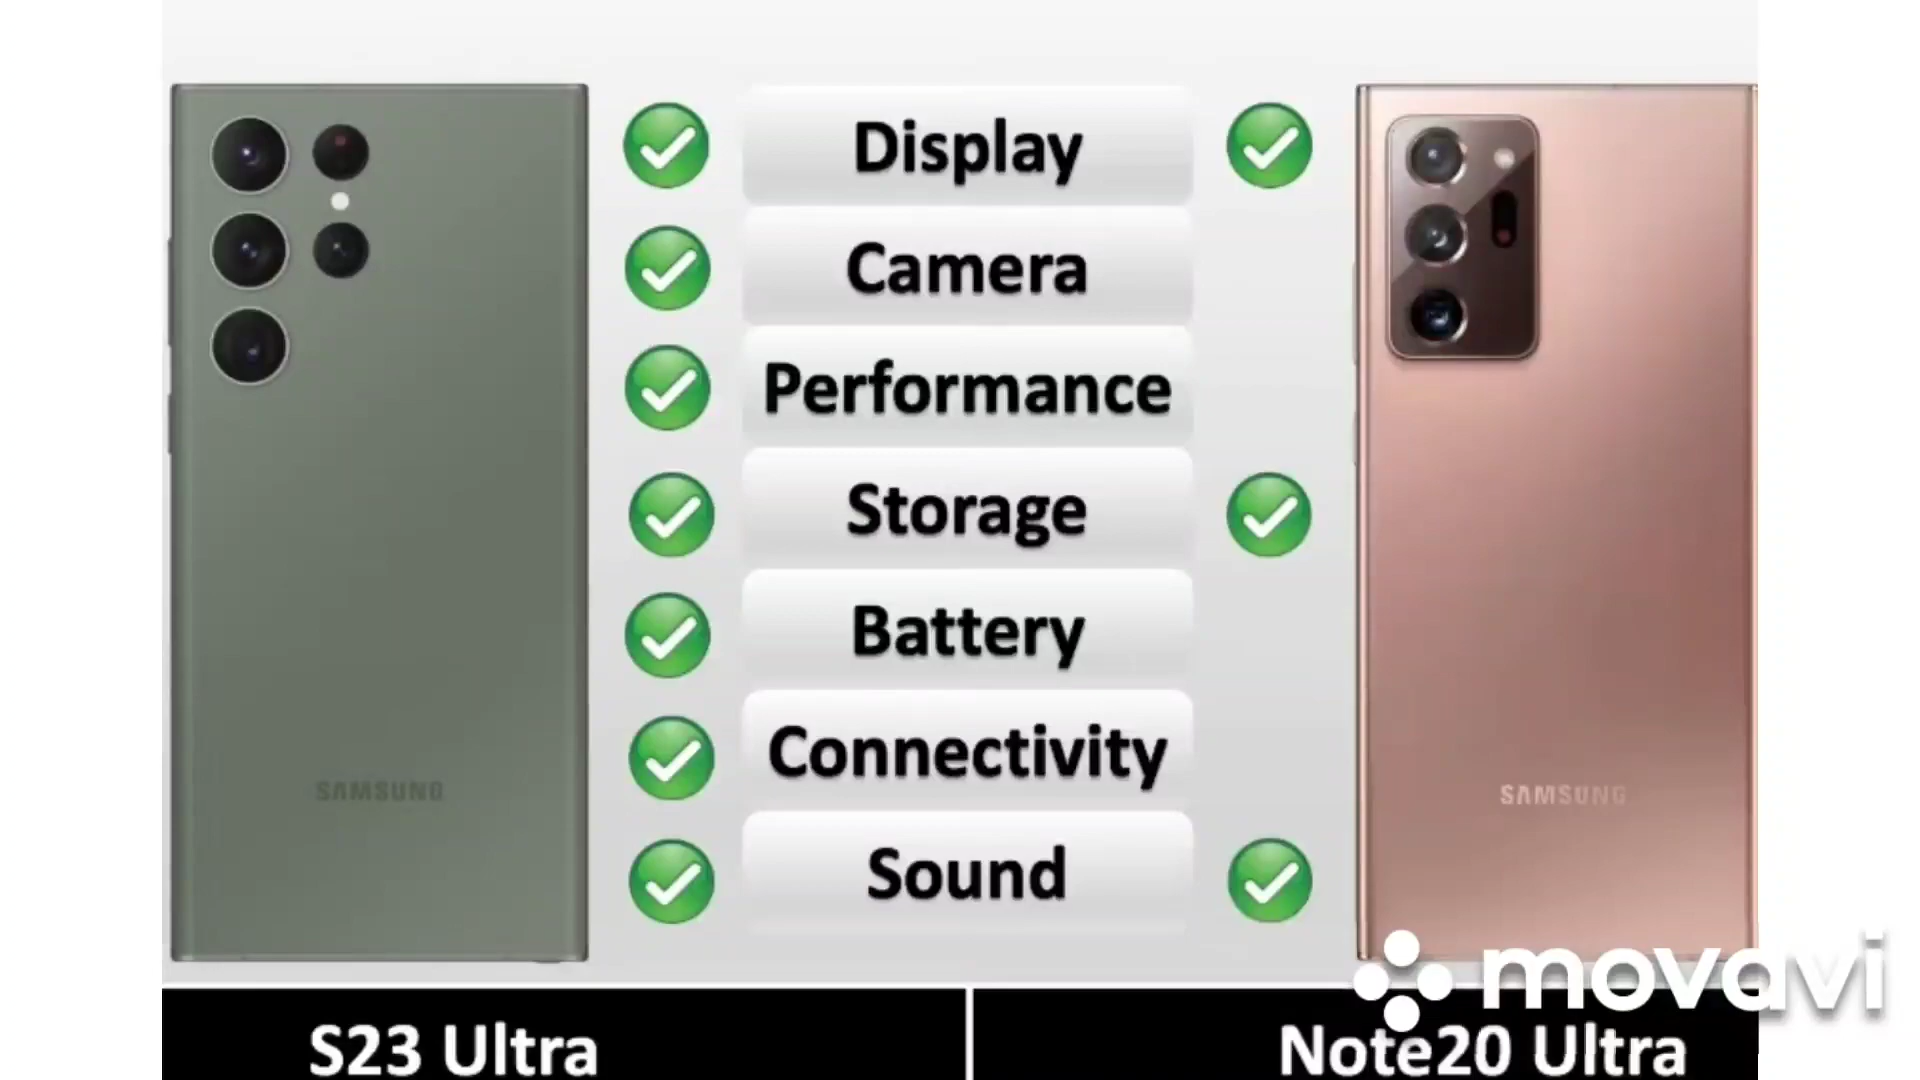 Display
Camera
Performance
Storage
Battery
Connectivity
Sound
SAMSUNG
SAMSUNG
movavi
S23 Ultra
Note20 Ultra